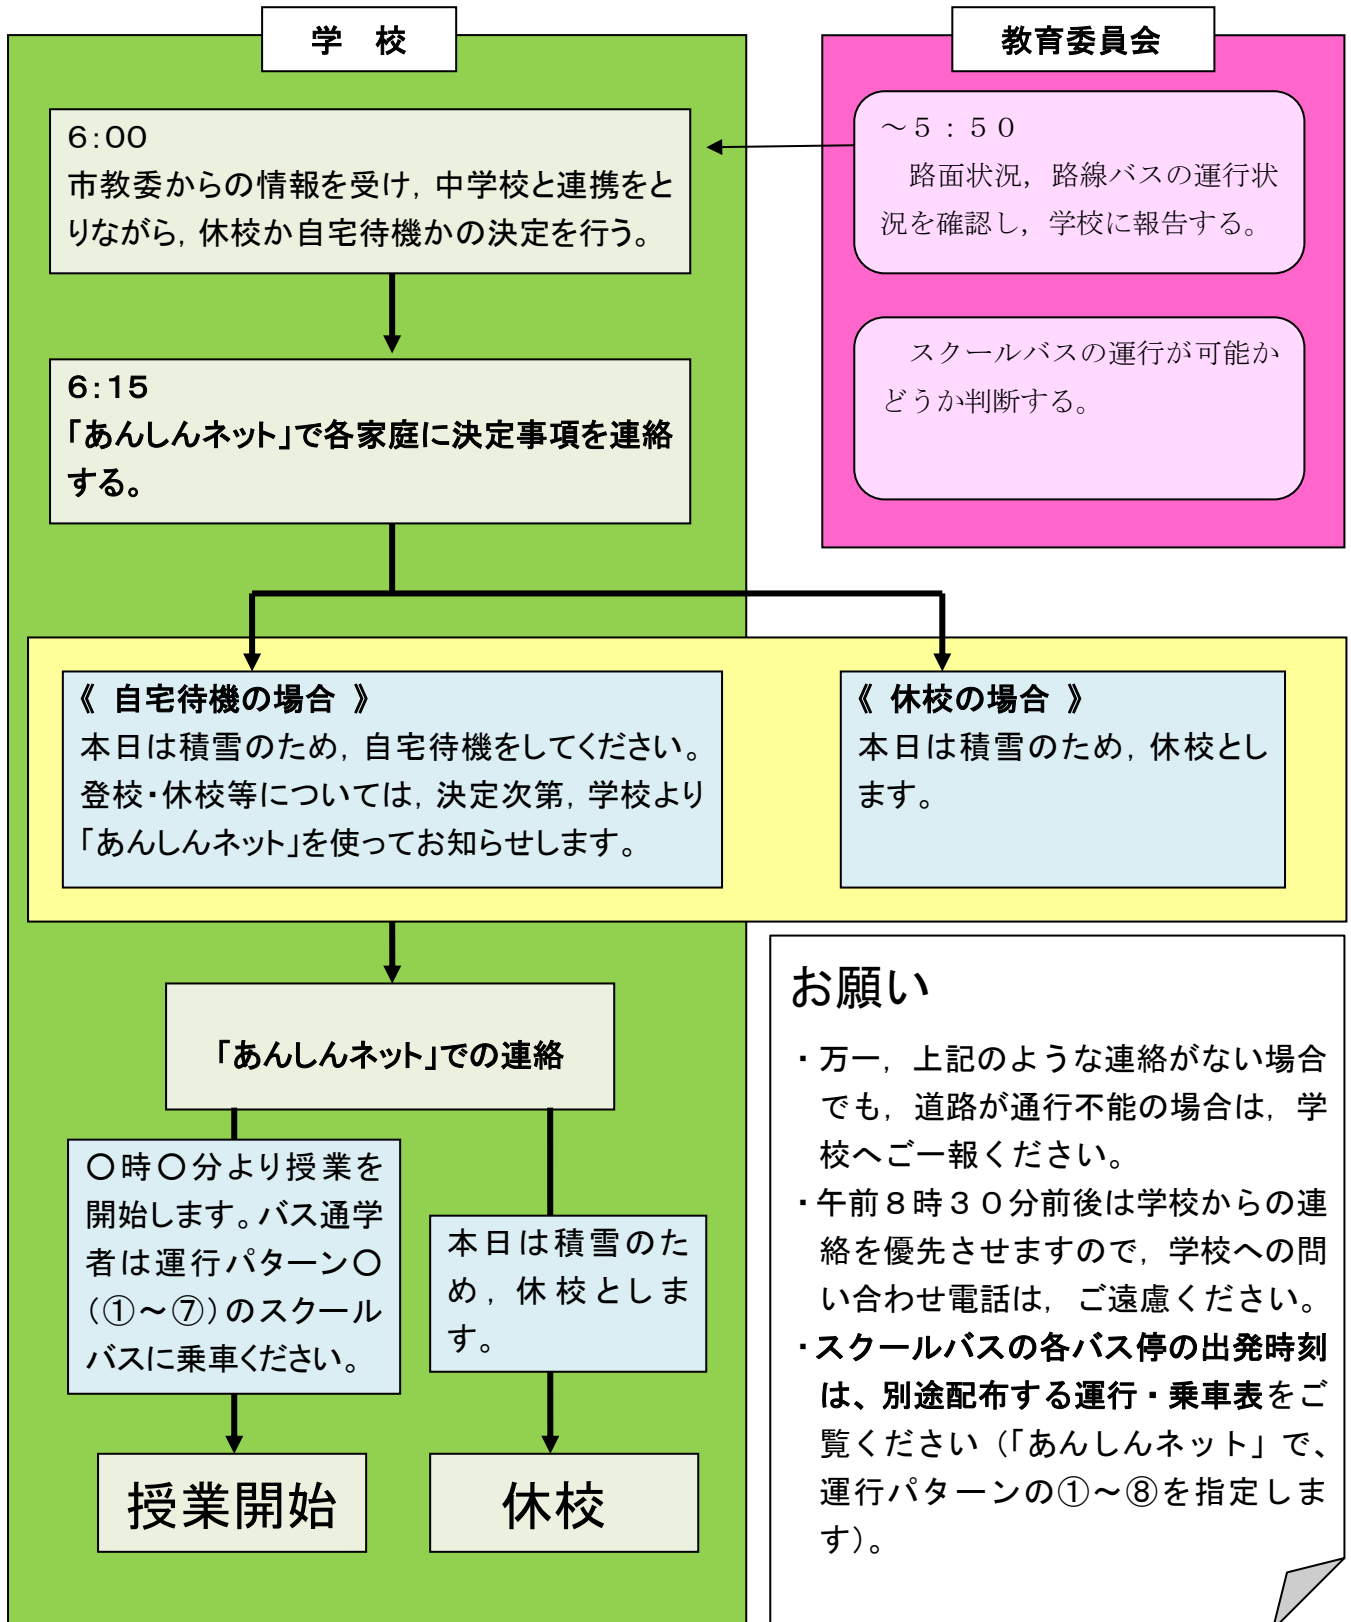 学　校
教育委員会
6:00
市教委からの情報を受け，中学校と連携をと
りながら，休校か自宅待機かの決定を行う。
～５：５０
路面状況，路線バスの運行状
況を確認し，学校に報告する。
スクールバスの運行が可能か
どうか判断する。
6:15
「あんしんネット」で各家庭に決定事項を連絡
する。
《 自宅待機の場合 》
本日は積雪のため，自宅待機をしてください。
登校・休校等については，決定次第，学校より
「あんしんネット」を使ってお知らせします。
《 休校の場合 》
本日は積雪のため，休校とし
ます。
「あんしんネット」での連絡
〇時〇分より授業を
開始します。バス通学
者は運行パターン〇
（①～⑦）のスクール
バスに乗車ください。
本日は積雪のた
め，休校としま
す。
授業開始
休校
お願い
・万一，上記のような連絡がない場合
でも，道路が通行不能の場合は，学
校へご一報ください。
・午前８時３０分前後は学校からの連
絡を優先させますので，学校への問
い合わせ電話は，ご遠慮ください。
・スクールバスの各バス停の出発時刻
は、別途配布する運行・乗車表をご
覧ください（「あんしんネット」で、
運行パターンの①～⑧を指定しま
す）。